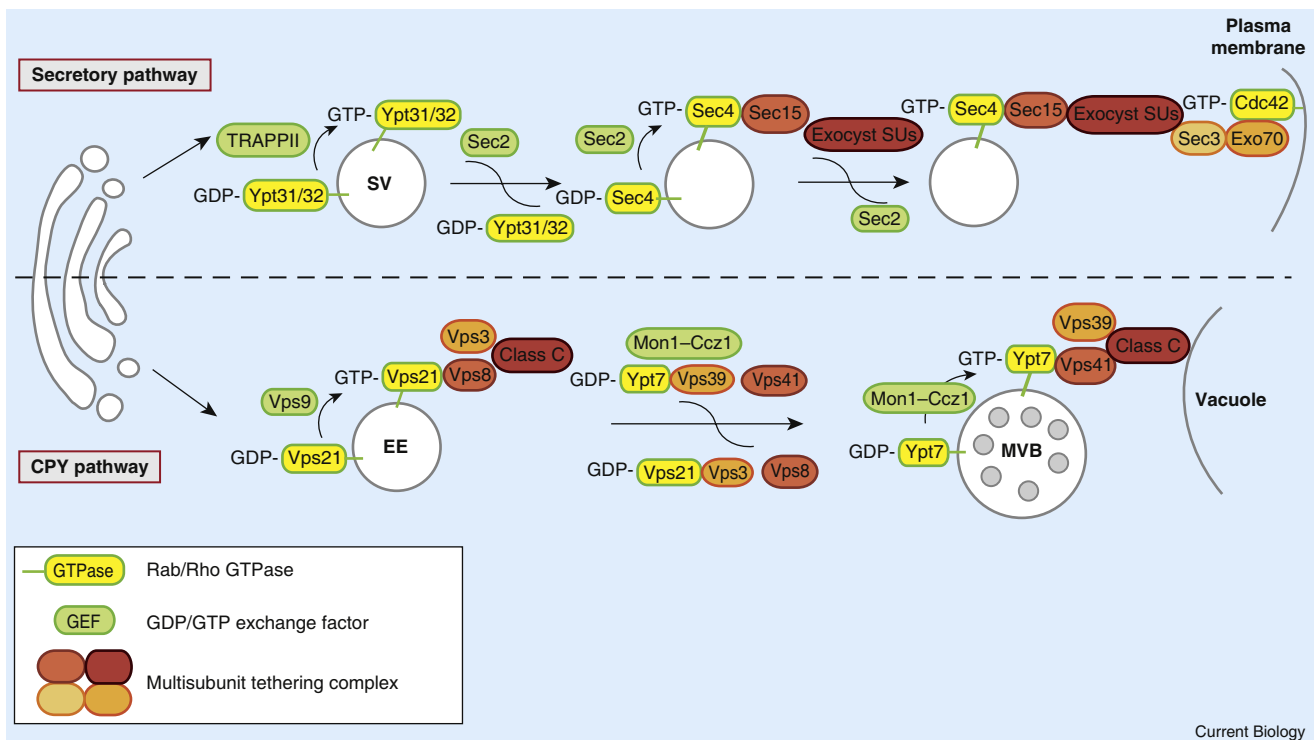 Plasma
membrane
Secretory pathway
TRAPPII
GTP- Ypt31/32
GDP- Ypt31/32
SV
Sec2
GDP- Ypt31/32
Sec2
GTP- Sec4 Sec15
Exocyst SUs
GDP- Sec4
Sec2
GTP- Sec4 Sec15 Exocyst SUs
GTP- Cdc42
Sec3 Exo70
CPY pathway
Vps9
GTP- Vps21 Vps8
Vps3
Class C
GDP- Vps21
EE
Mon1–Ccz1
GDP- Ypt7 Vps39 Vps41
GDP- Vps21 Vps3 Vps8
Mon1–Ccz1
GTP- Ypt7 Vps41
Vps39
Class C
GDP- Ypt7
MVB
Vacuole
GTPase Rab/Rho GTPase
GEF GDP/GTP exchange factor
Multisubunit tethering complex
Current Biology